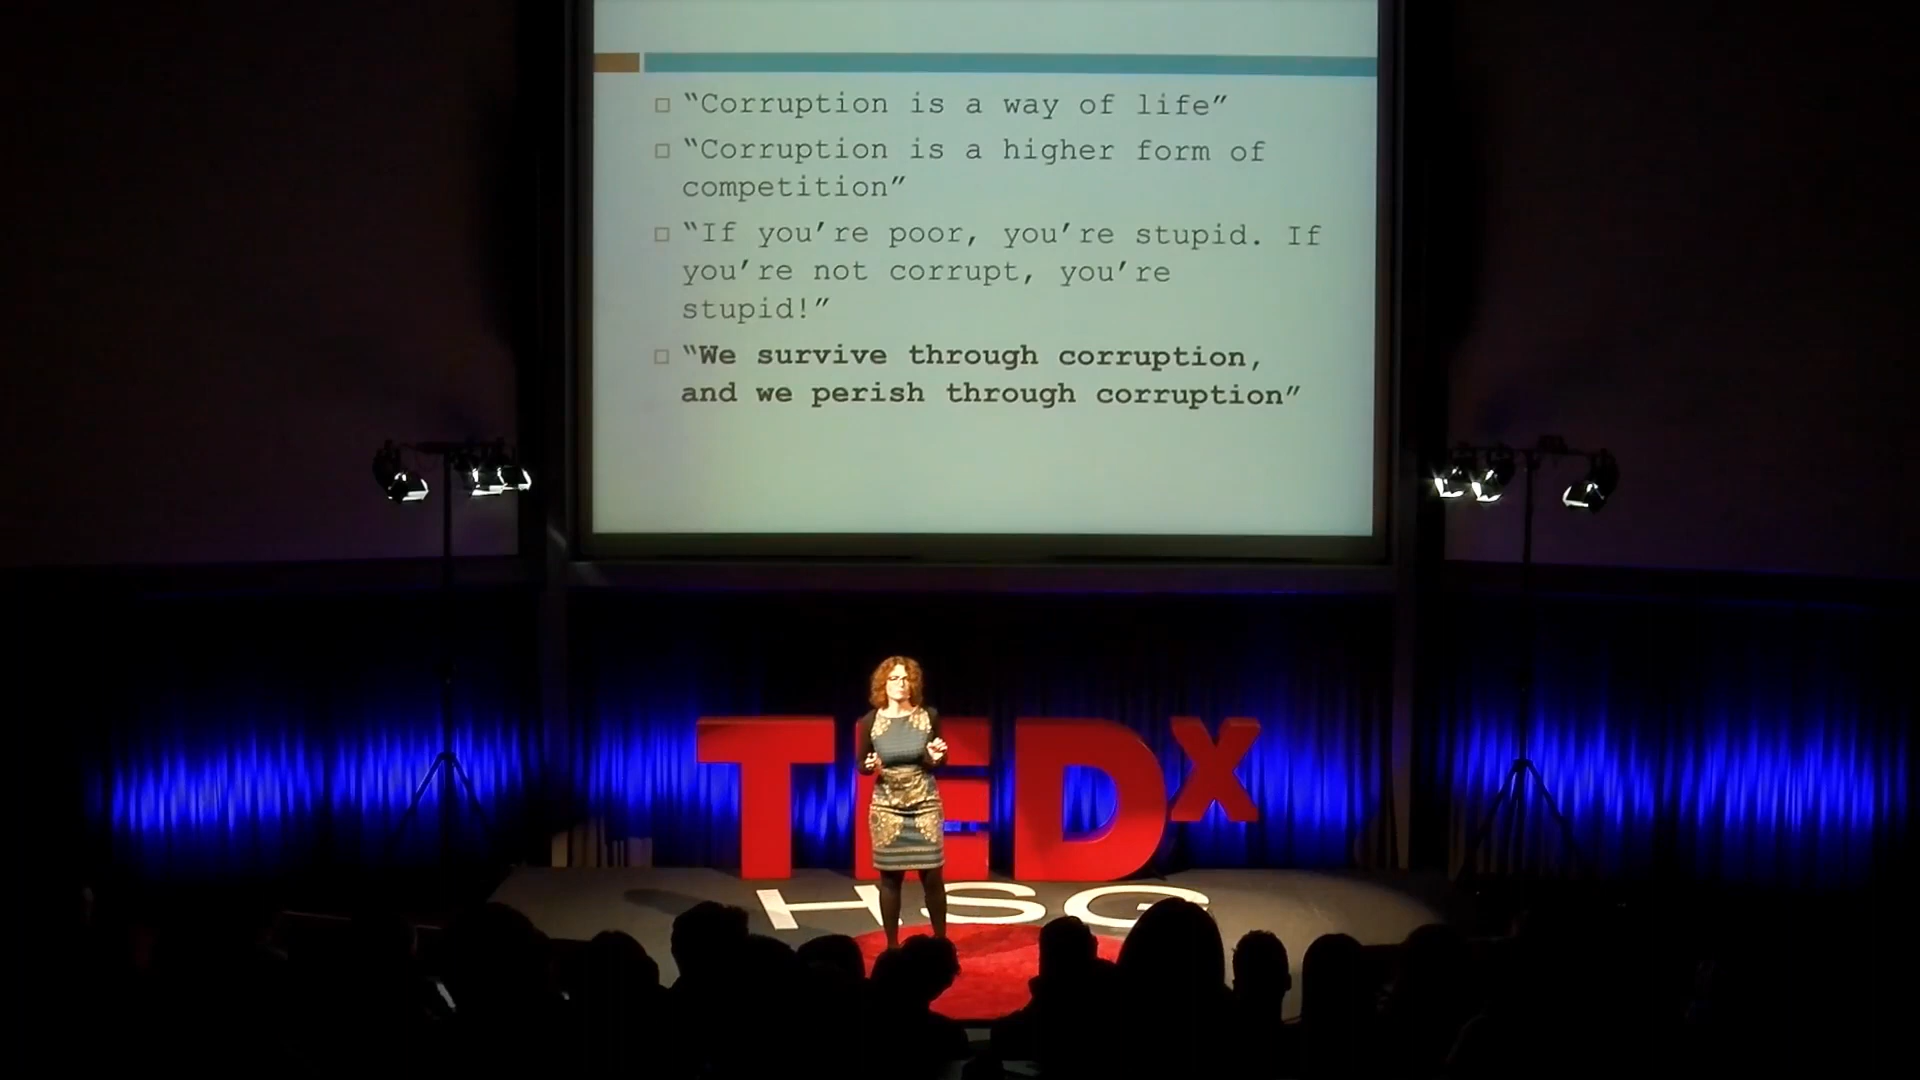 “Corruption is a way of life”
“Corruption is a higher form of
competition”
“If you’re poor, you’re stupid. If
you’re not corrupt, you’re
stupid!”
“We survive through corruption,
and we perish through corruption”
TEDx
HSG